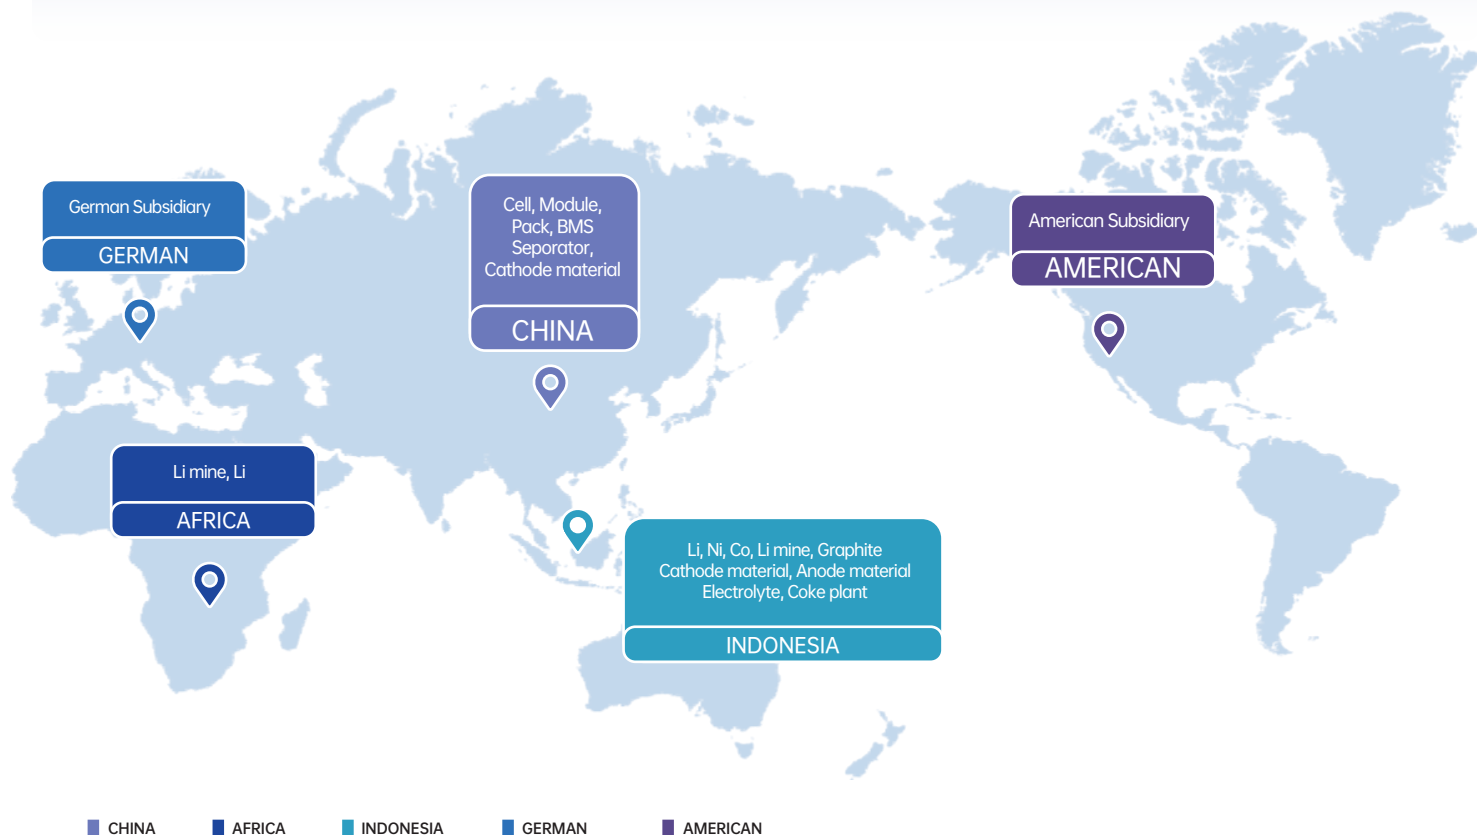 German Subsidiary
GERMAN
Cell, Module,
Pack, BMS
Seporator,
Cathode material
CHINA
American Subsidiary
AMERICAN
Li mine, Li
AFRICA
Li, Ni, Co, Li mine, Graphite
Cathode material, Anode material
Electrolyte, Coke plant
INDONESIA
CHINA AFRICA INDONESIA GERMAN AMERICAN